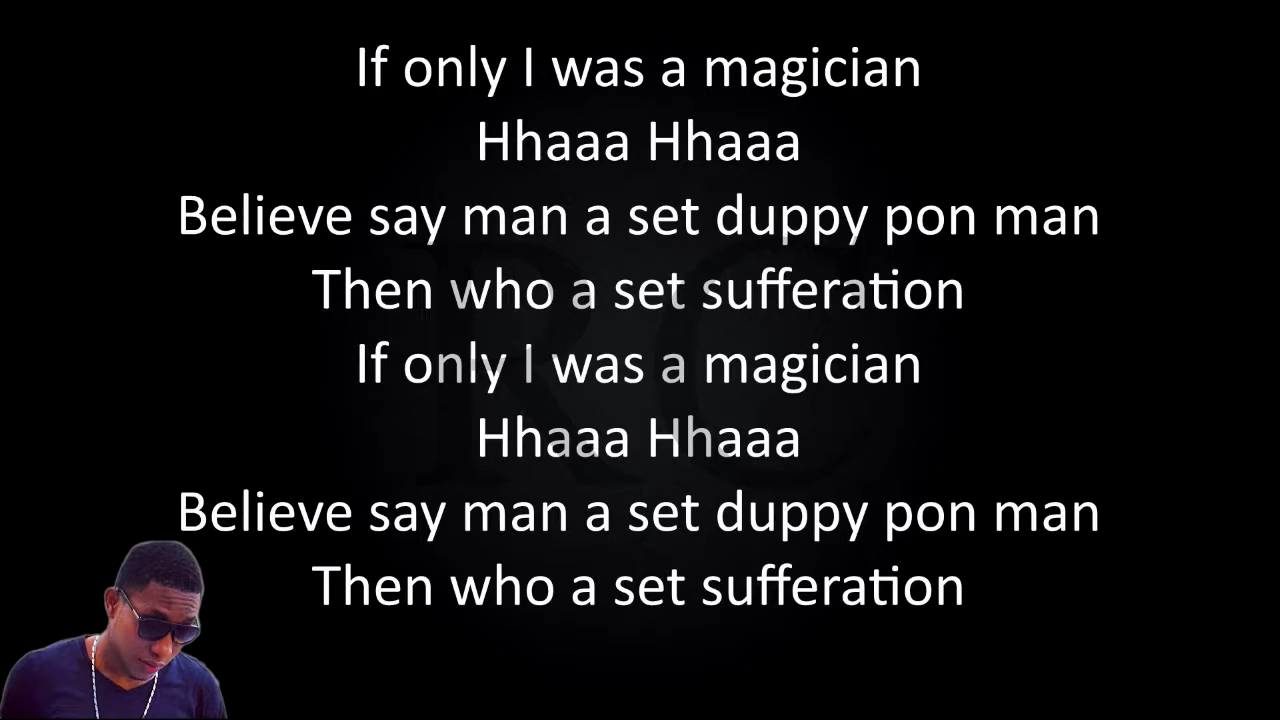 If only I was a magician
Hhaaa Hhaaa
Believe say man a set duppy pon man
Then who a set sufferation
If only I was a magician
Hhaaa Hhaaa
Believe say man a set duppy pon man
Then who a set sufferation
RC